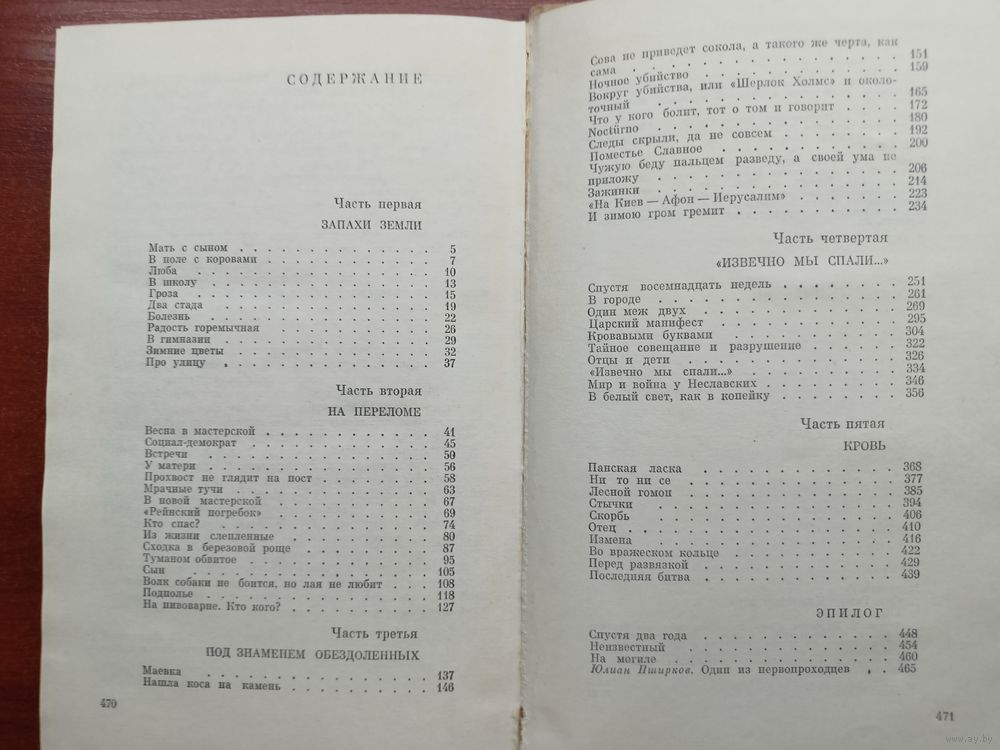 СОДЕРЖАНИЕ
Часть первая
ЗАПАХИ ЗЕМЛИ
Мать с сыном . . . . . . . . . . . . 5
В поле с коровами . . . . . . . . . . . 7
Люба . . . . . . . . . . . . . . 10
В школу . . . . . . . . . . . . . 13
Гроза . . . . . . . . . . . . . . 15
Два стада . . . . . . . . . . . . . 19
Болезнь . . . . . . . . . . . . . 22
Радость горемычная . . . . . . . . . . 26
В гимназии . . . . . . . . . . . . 29
Зимние цветы . . . . . . . . . . . . 32
Про улицу . . . . . . . . . . . . . 37
Часть вторая
НА ПЕРЕЛОМЕ
Весна в мастерской . . . . . . . . . . . 41
Социал-демократ . . . . . . . . . . . 45
Встречи . . . . . . . . . . . . . 50
У матери . . . . . . . . . . . . . 56
Прохвост не глядит на пост . . . . . . . . 58
Мрачные тучи . . . . . . . . . . . . 63
В новой мастерской . . . . . . . . . . 67
«Рейнский погребок» . . . . . . . . . . 69
Кто спас? . . . . . . . . . . . . . 74
Из жизни слепленные . . . . . . . . . . 80
Сходка в березовой роще . . . . . . . . . 87
Туманом обвитое . . . . . . . . . . . 95
Сын . . . . . . . . . . . . . . 105
Волк собаки не боится, но лая не любит . . . . 108
Подполье . . . . . . . . . . . . . 118
На пивоварне. Кто кого? . . . . . . . . . 127
Часть третья
ПОД ЗНАМЕНЕМ ОБЕЗДОЛЕННЫХ
Маевка . . . . . . . . . . . . . . 137
Нашла коса на камень . . . . . . . . . . 146
470
Сова не приведет сокола, а такого же черта, как
сама . . . . . . . . . . . . . . 151
Ночное убийство . . . . . . . . . . . 159
Вокруг убийства, или «Шерлок Холмс» и около-
точный . . . . . . . . . . . . . 165
Что у кого болит, тот о том и говорит . . . . 172
Noctürno . . . . . . . . . . . . . 180
Следы скрыли, да не совсем . . . . . . . . 192
Поместье Славное . . . . . . . . . . . 200
Чужую беду пальцем разведу, а своей ума не
приложу . . . . . . . . . . . . . 206
Зажинки . . . . . . . . . . . . . 214
«На Киев — Афон — Иерусалим» . . . . . . . 223
И зимою гром гремит . . . . . . . . . . 234
Часть четвертая
«ИЗВЕЧНО МЫ СПАЛИ...»
Спустя восемнадцать недель . . . . . . . . 251
В городе . . . . . . . . . . . . . 261
Один меж двух . . . . . . . . . . . . 269
Царский манифест . . . . . . . . . . . 295
Кровавыми буквами . . . . . . . . . . . 304
Тайное совещание и разрушение . . . . . . . 322
Отцы и дети . . . . . . . . . . . . 326
«Извечно мы спали...» . . . . . . . . . . 334
Мир и война у Неславских . . . . . . . . . 346
В белый свет, как в копейку . . . . . . . . 356
Часть пятая
КРОВЬ
Панская ласка . . . . . . . . . . . . 368
Ни то ни се . . . . . . . . . . . . 377
Лесной гомон . . . . . . . . . . . . 385
Стычки . . . . . . . . . . . . . . 394
Скорбь . . . . . . . . . . . . . . 406
Отец . . . . . . . . . . . . . . 410
Измена . . . . . . . . . . . . . . 416
Во вражеском кольце . . . . . . . . . . 422
Перед развязкой . . . . . . . . . . . 429
Последняя битва . . . . . . . . . . . 439
ЭПИЛОГ
Спустя два года . . . . . . . . . . . 448
Неизвестный . . . . . . . . . . . . 454
На могиле . . . . . . . . . . . . . 460
Юлиан Пширков. Один из первопроходцев . . . 465
471
www.ay.by